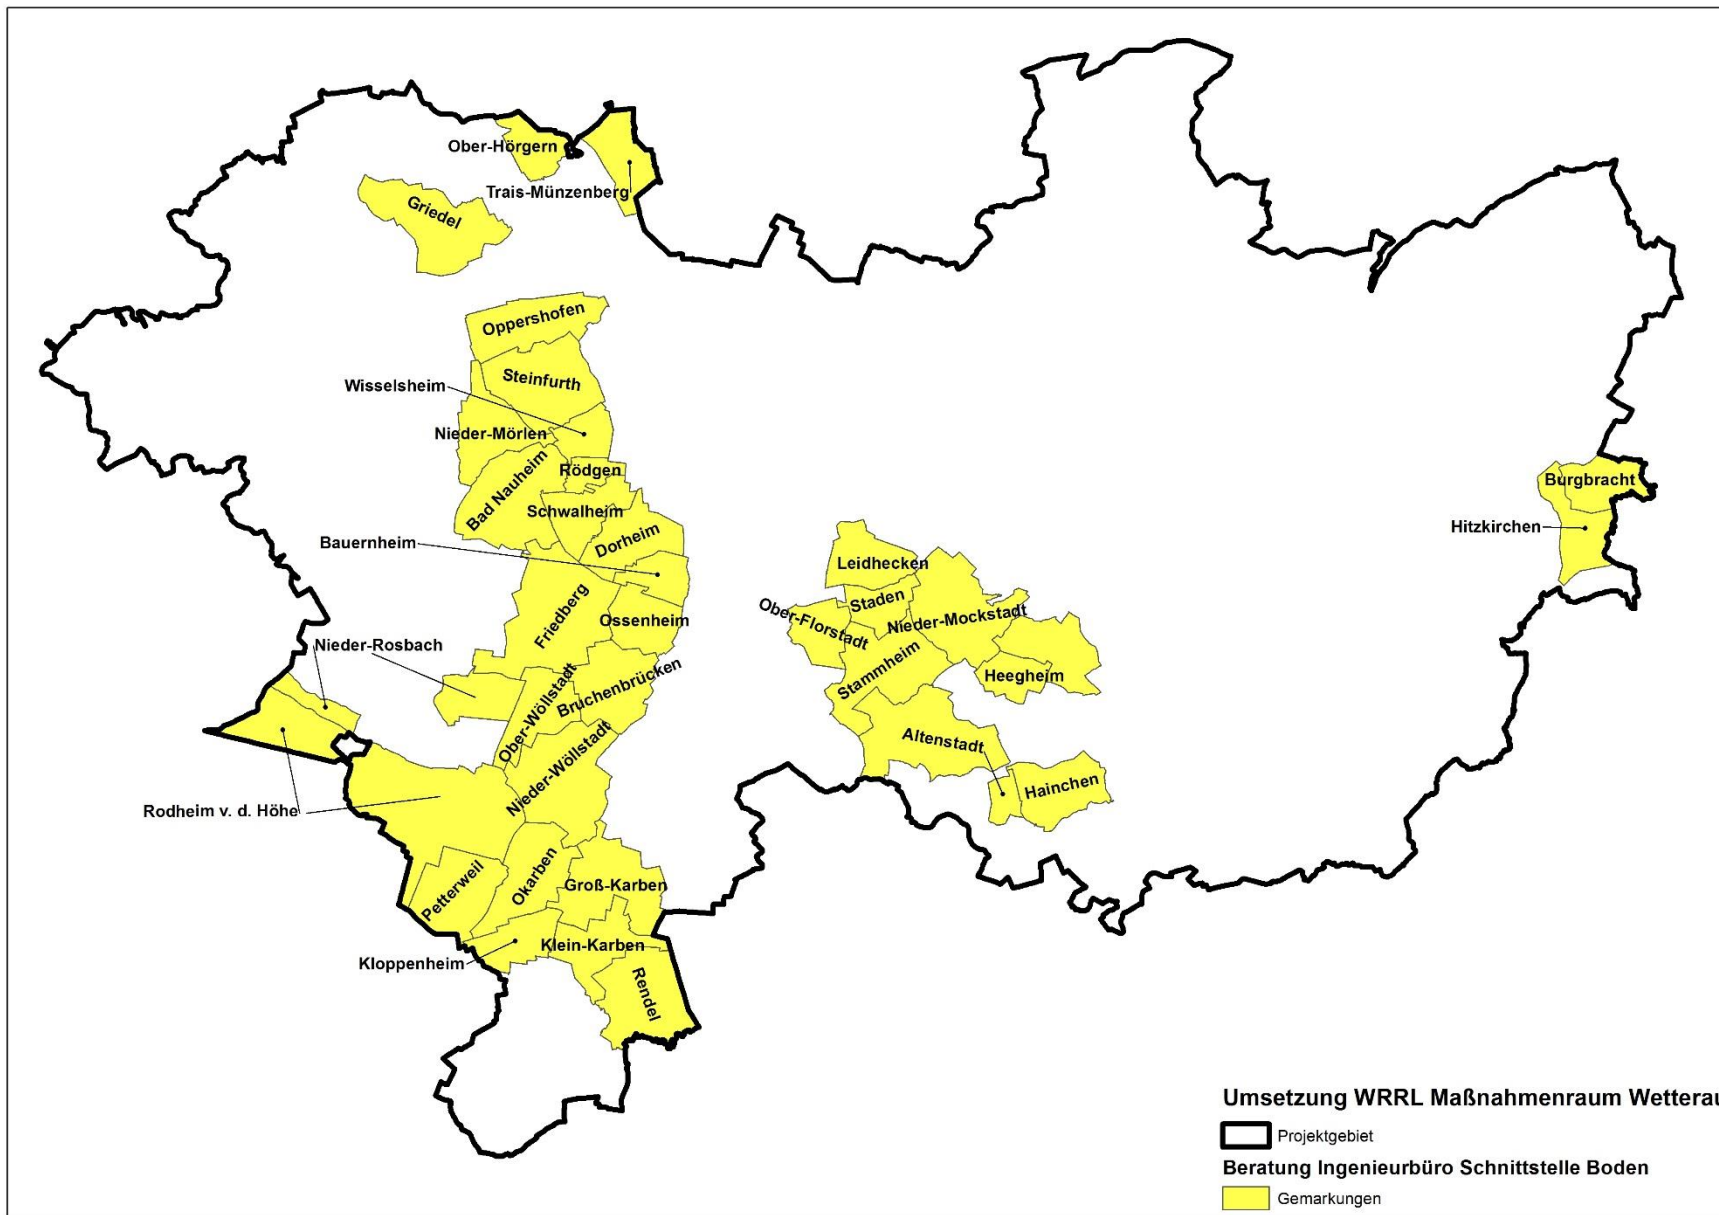 Ober-Hörgern
Trais-Münzenberg
Griedel
Oppershofen
Steinfurth
Wisselsheim
Nieder-Mörlen
Rödgen
Bad Nauheim
Schwalheim
Dorheim
Bauernheim
Friedberg
Ossenheim
Nieder-Rosbach
Ober-Wöllstadt
Bruchenbrücken
Nieder-Wöllstadt
Rodheim v. d. Höhe
Petterweil
Okarben
Groß-Karben
Kloppenheim
Klein-Karben
Rendel
Leidhecken
Staden
Ober-Florstadt
Nieder-Mockstadt
Stammheim
Heegheim
Altenstadt
Hainchen
Burgbracht
Hitzkirchen
Umsetzung WRRL Maßnahmenraum Wetterau
Projektgebiet
Beratung Ingenieurbüro Schnittstelle Boden
Gemarkungen